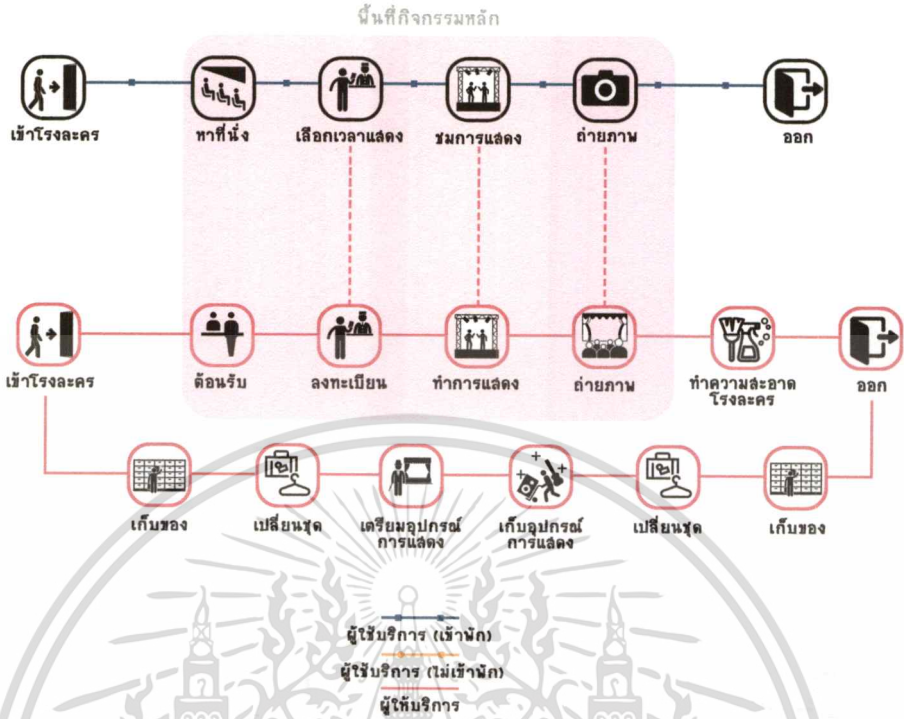 พื้นที่กิจกรรมหลัก
เข้าโรงละคร
หาที่นั่ง
เลือกเวลาแสดง
ชมการแสดง
ถ่ายภาพ
ออก
เข้าโรงละคร
ต้อนรับ
ลงทะเบียน
ทำการแสดง
ถ่ายภาพ
ทำความสะอาด
โรงละคร
ออก
เก็บของ
เปลี่ยนชุด
เตรียมอุปกรณ์
การแสดง
เก็บอุปกรณ์
การแสดง
เปลี่ยนชุด
เก็บของ
ผู้ใช้บริการ (เข้าพัก)
ผู้ใช้บริการ (ไม่เข้าพัก)
ผู้ให้บริการ